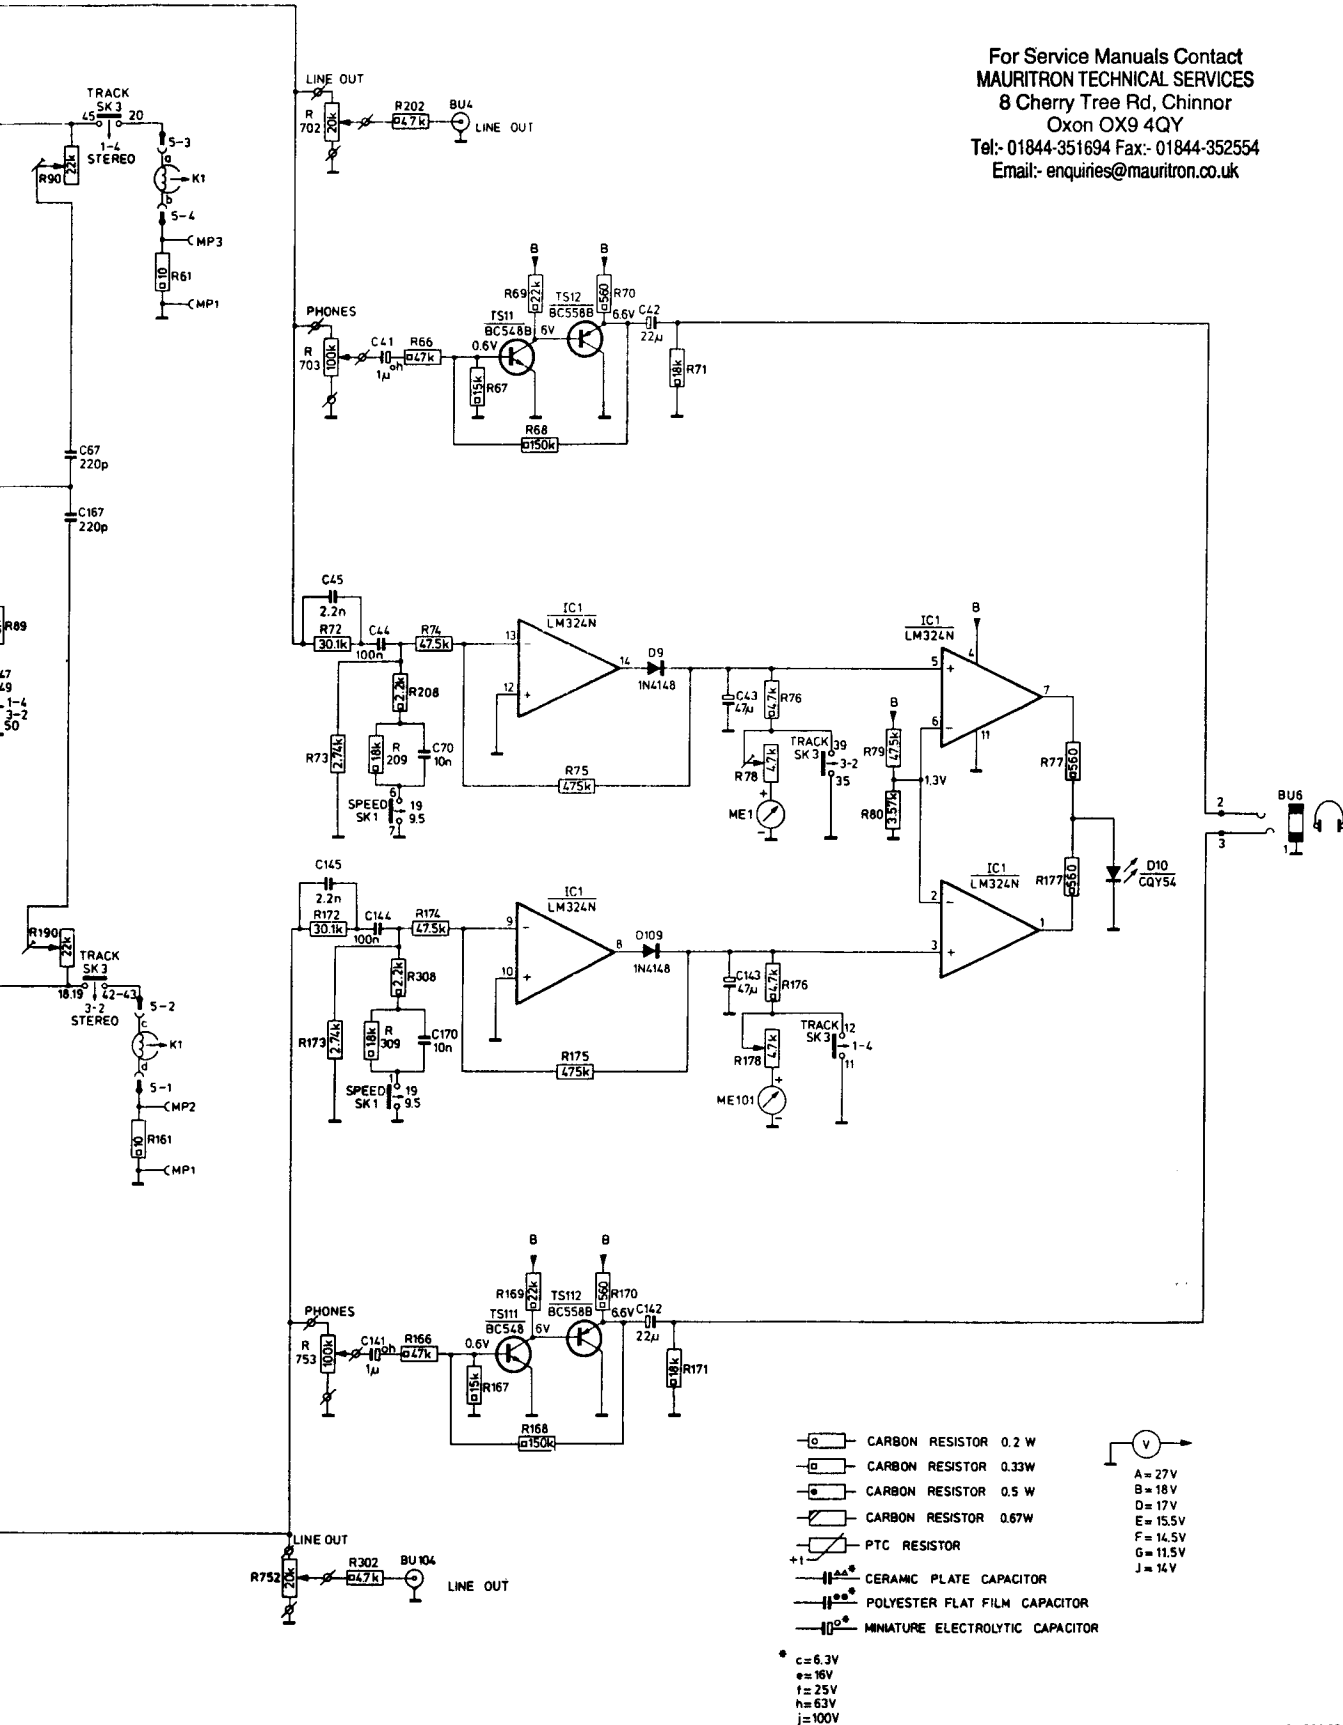 For Service Manuals Contact
MAURITRON TECHNICAL SERVICES
8 Cherry Tree Rd, Chinnor
Oxon OX9 4QY
Tel:- 01844-351694 Fax:- 01844-352554
Email:- enquiries@mauritron.co.uk
TRACK
SK3
45 20
1-4
STEREO
R90
22k
5-3
a
K1
b
5-4
MP3
10
R61
MP1
C67
220p
C167
220p
R89
47
49
1-4
3-2
50
R190
22k
TRACK
SK3
18.19 42-43
3-2
STEREO
5-2
c
K1
d
5-1
MP2
10
R161
MP1
LINE OUT
R
702
20k
R202
4.7k
BU4
LINE OUT
PHONES
R
703
100k
C41
1µ
h
R66
47k
0.6V
15k
R67
TS11
BC548B
B
R69
22k
6V
TS12
BC558B
B
560
R70
6.6V
C42
22µ
18k
R71
R68
150k
C45
2.2n
R72
30.1k
C44
100n
R74
47.5k
2.2k
R208
R73
2.74k
18k
R
209
C70
10n
SPEED
SK1
6
19
9.5
7
IC1
LM324N
13
-
12
+
14
D9
1N4148
R75
475k
C43
47µ
4.7k
R76
R78
4.7k
TRACK
SK3
39
3-2
35
ME1
+
-
IC1
LM324N
B
4
5
+
6
-
7
11
B
R79
47.5k
1.3V
R80
3.57k
R77
560
R177
560
D10
CQY54
2
3
BU6
1
C145
2.2n
R172
30.1k
C144
100n
R174
47.5k
2.2k
R308
R173
2.74k
18k
R
309
C170
10n
SPEED
SK1
1
19
9.5
IC1
LM324N
9
-
10
+
8
D109
1N4148
R175
475k
C143
47µ
4.7k
R176
R178
4.7k
TRACK
SK3
12
1-4
11
ME101
+
-
IC1
LM324N
2
-
3
+
1
PHONES
R
753
100k
C141
1µ
h
R166
47k
0.6V
15k
R167
TS111
BC548
B
R169
22k
6V
TS112
BC558B
B
560
R170
6.6V
C142
22µ
18k
R171
R168
150k
LINE OUT
R752
20k
R302
4.7k
BU104
LINE OUT
CARBON RESISTOR 0.2 W
CARBON RESISTOR 0.33W
CARBON RESISTOR 0.5 W
CARBON RESISTOR 0.67W
+t
PTC RESISTOR
CERAMIC PLATE CAPACITOR
POLYESTER FLAT FILM CAPACITOR
MINIATURE ELECTROLYTIC CAPACITOR
* c=6.3V
e=16V
f=25V
h=63V
j=100V
V
A=27V
B=18V
D=17V
E=15.5V
F=14.5V
G=11.5V
J=14V